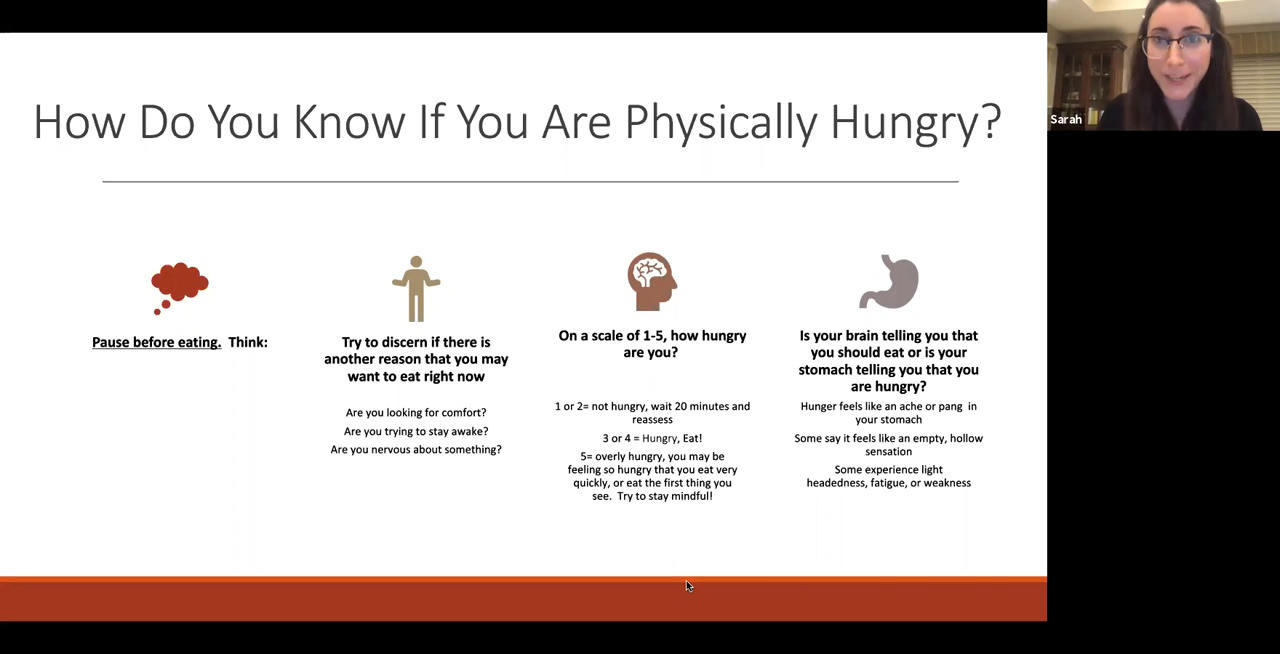 How Do You Know If You Are Physically Hungry?
Sarah
Pause before eating. Think:
Try to discern if there is
another reason that you may
want to eat right now
Are you looking for comfort?
Are you trying to stay awake?
Are you nervous about something?
On a scale of 1-5, how hungry
are you?
1 or 2= not hungry, wait 20 minutes and
reassess
3 or 4 = Hungry, Eat!
5= overly hungry, you may be
feeling so hungry that you eat very
quickly, or eat the first thing you
see. Try to stay mindful!
Is your brain telling you that
you should eat or is your
stomach telling you that you
are hungry?
Hunger feels like an ache or pang in
your stomach
Some say it feels like an empty, hollow
sensation
Some experience light
headedness, fatigue, or weakness